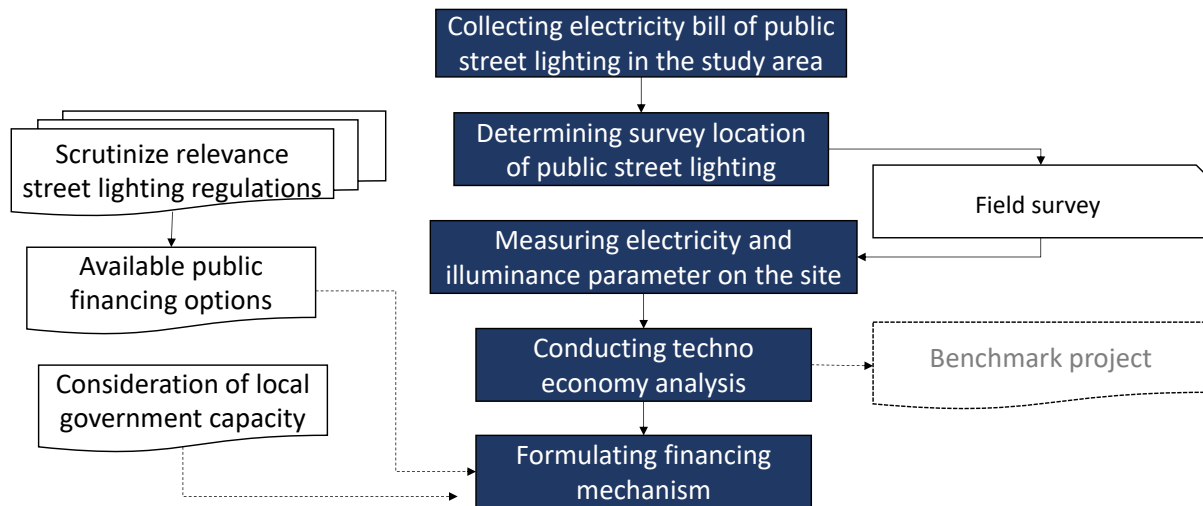 Collecting electricity bill of public
street lighting in the study area
Determining survey location
of public street lighting
Scrutinize relevance
street lighting regulations
Field survey
Measuring electricity and
illuminance parameter on the site
Available public
financing options
Conducting techno
economy analysis
Benchmark project
Consideration of local
government capacity
Formulating financing
mechanism